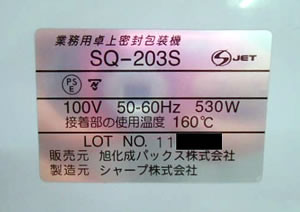 業務用卓上密封包装機
SQ-203S
S JET
PS
E
100V 50-60Hz 530W
接着部の使用温度 160℃
LOT NO. 11
販売元 旭化成パックス株式会社
製造元 シャープ株式会社